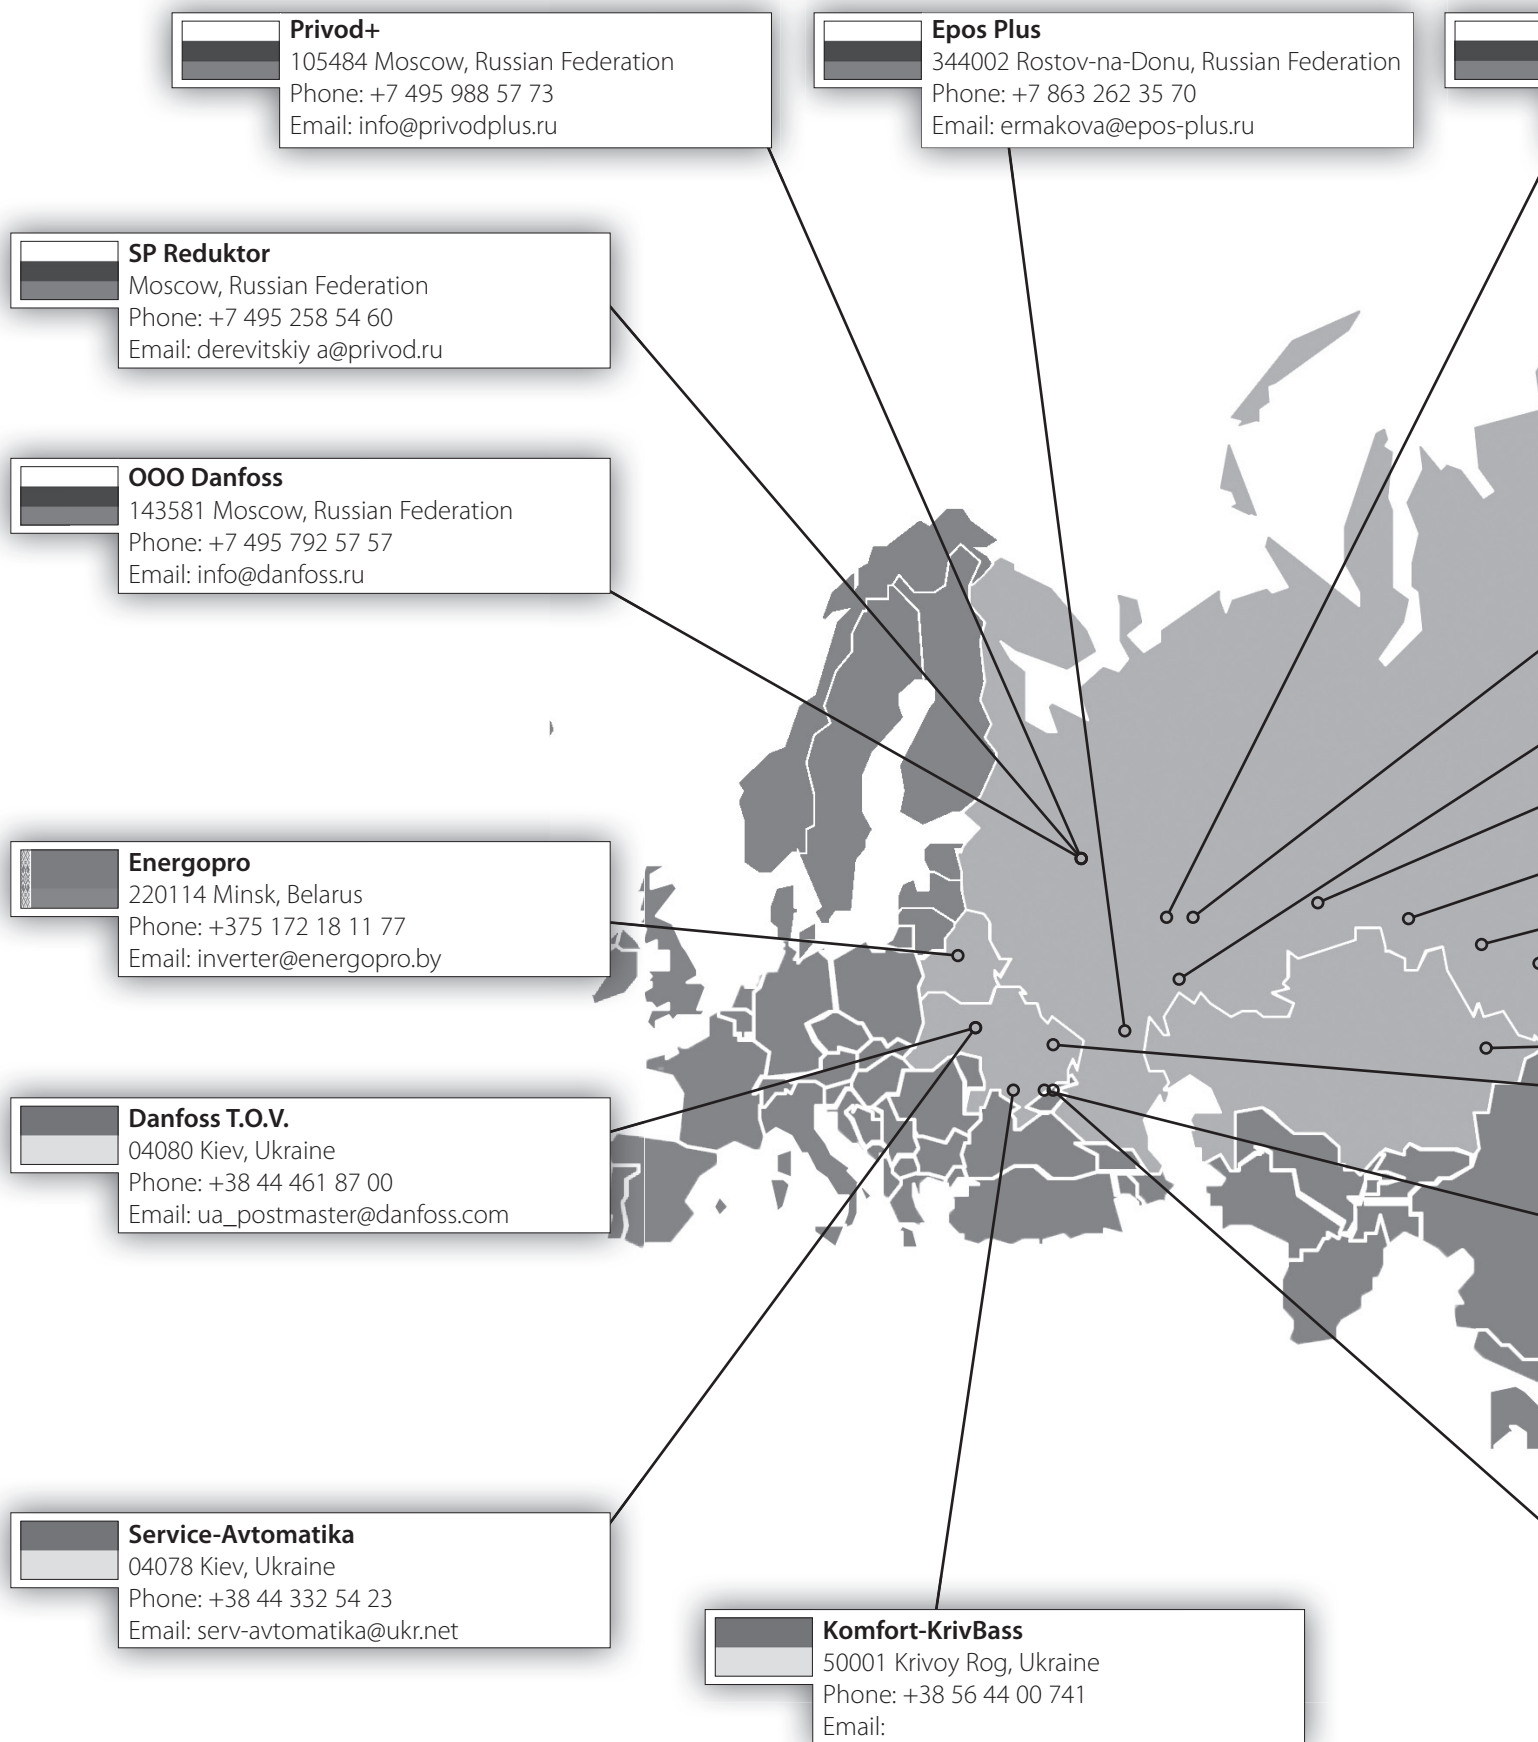 Privod+
105484 Moscow, Russian Federation
Phone: +7 495 988 57 73
Email: info@privodplus.ru
Epos Plus
344002 Rostov-na-Donu, Russian Federation
Phone: +7 863 262 35 70
Email: ermakova@epos-plus.ru
SP Reduktor
Moscow, Russian Federation
Phone: +7 495 258 54 60
Email: derevitskiy a@privod.ru
OOO Danfoss
143581 Moscow, Russian Federation
Phone: +7 495 792 57 57
Email: info@danfoss.ru
Energopro
220114 Minsk, Belarus
Phone: +375 172 18 11 77
Email: inverter@energopro.by
Danfoss T.O.V.
04080 Kiev, Ukraine
Phone: +38 44 461 87 00
Email: ua_postmaster@danfoss.com
Service-Avtomatika
04078 Kiev, Ukraine
Phone: +38 44 332 54 23
Email: serv-avtomatika@ukr.net
Komfort-KrivBass
50001 Krivoy Rog, Ukraine
Phone: +38 56 44 00 741
Email: